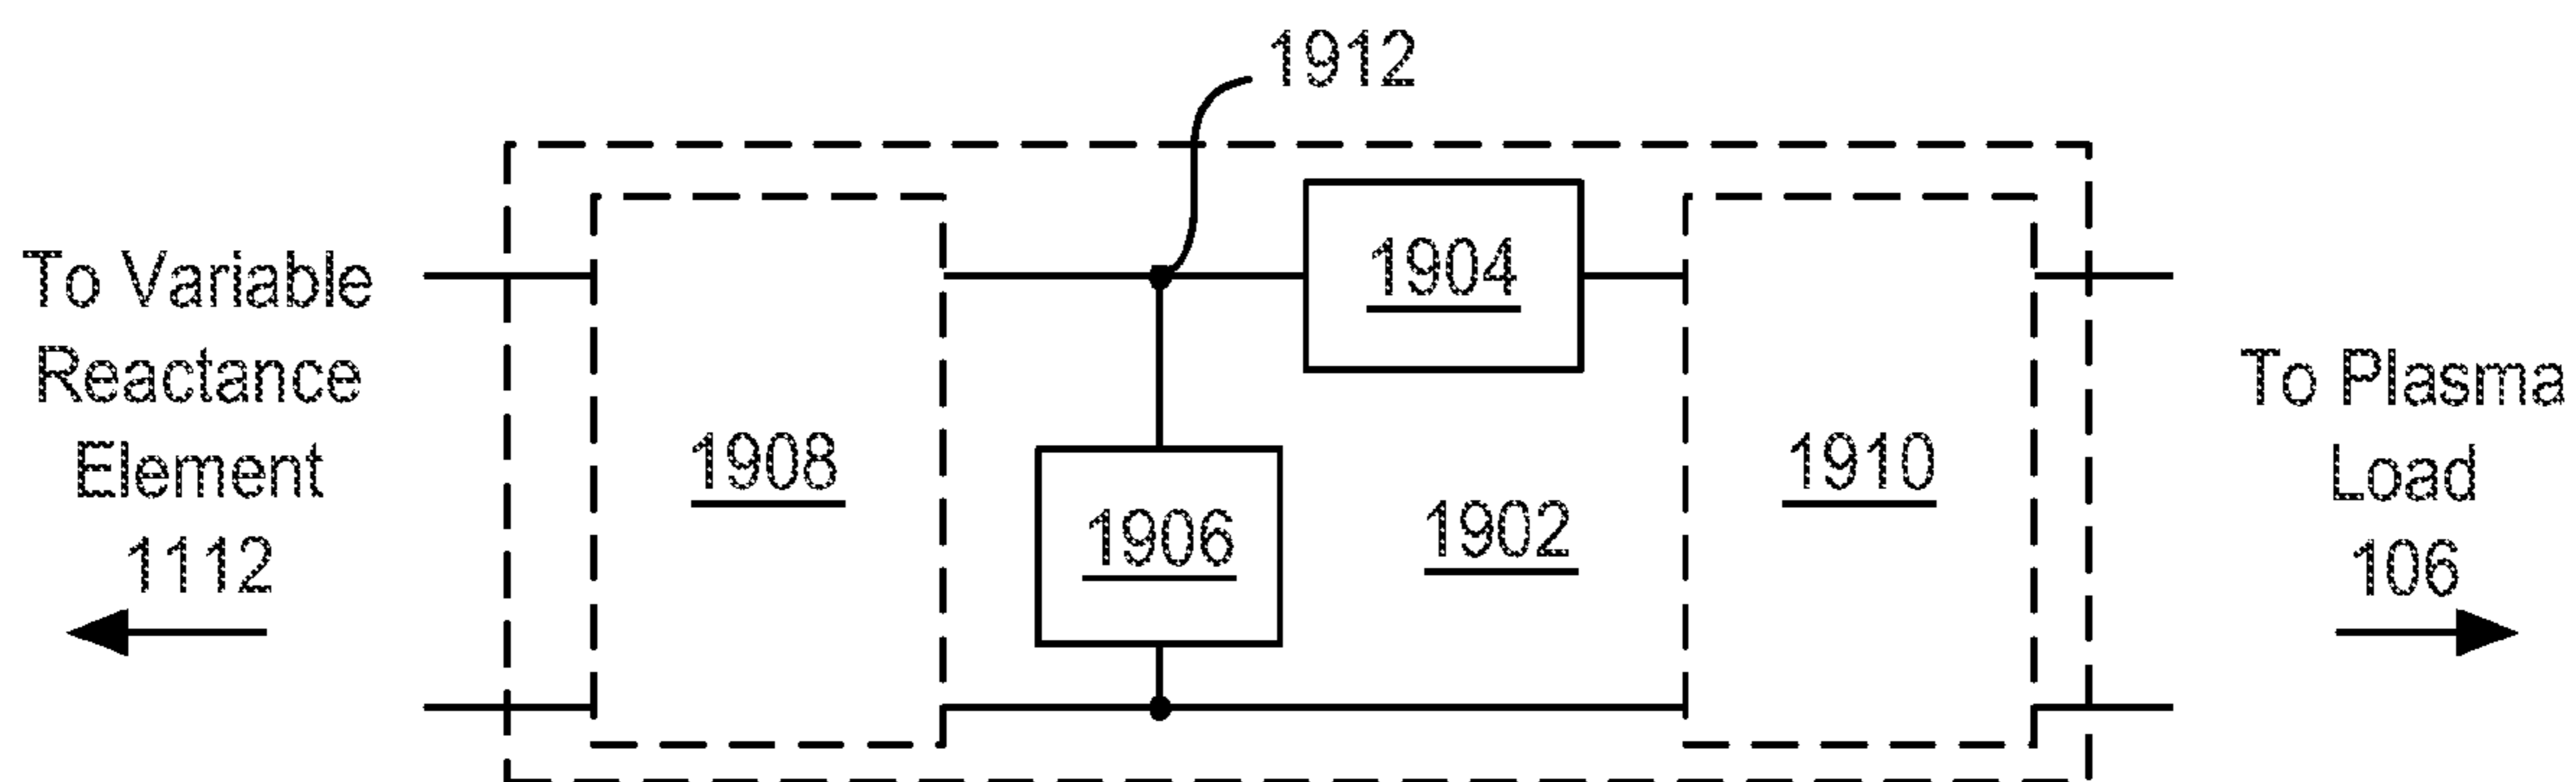 1912
To Variable
Reactance
Element
1112
1908
1904
1906
1902
1910
To Plasma
Load
106